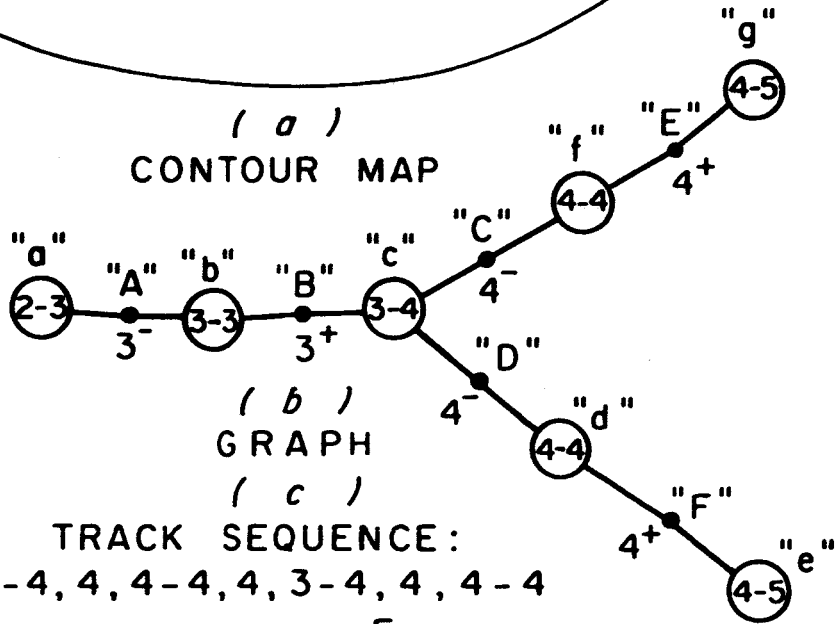 "g"
4-5
( a )
CONTOUR MAP
"E"
4+
"f"
4-4
"C"
4-
"a"
2-3
"A"
3-
"b"
3-3
"B"
3+
"c"
3-4
"D"
4-
( b )
GRAPH
"d"
4-4
( c )
TRACK SEQUENCE:
"F"
4+
-4, 4, 4-4, 4, 3-4, 4, 4-4
"e"
4-5